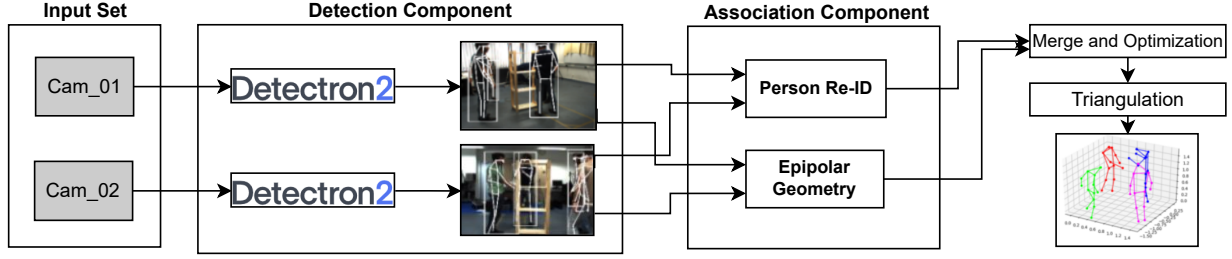 Input Set
Detection Component
Association Component
Cam_01
Detectron2
Cam_02
Detectron2
Person Re-ID
Epipolar
Geometry
Merge and Optimization
Triangulation